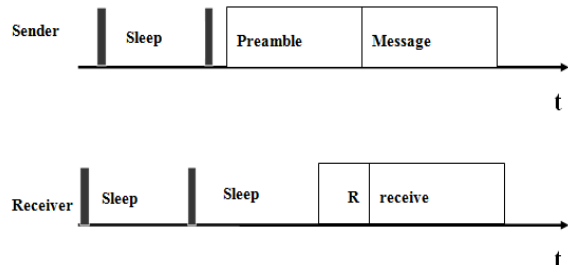 Sender
Sleep
Preamble
Message
t
Receiver
Sleep
Sleep
R
receive
t